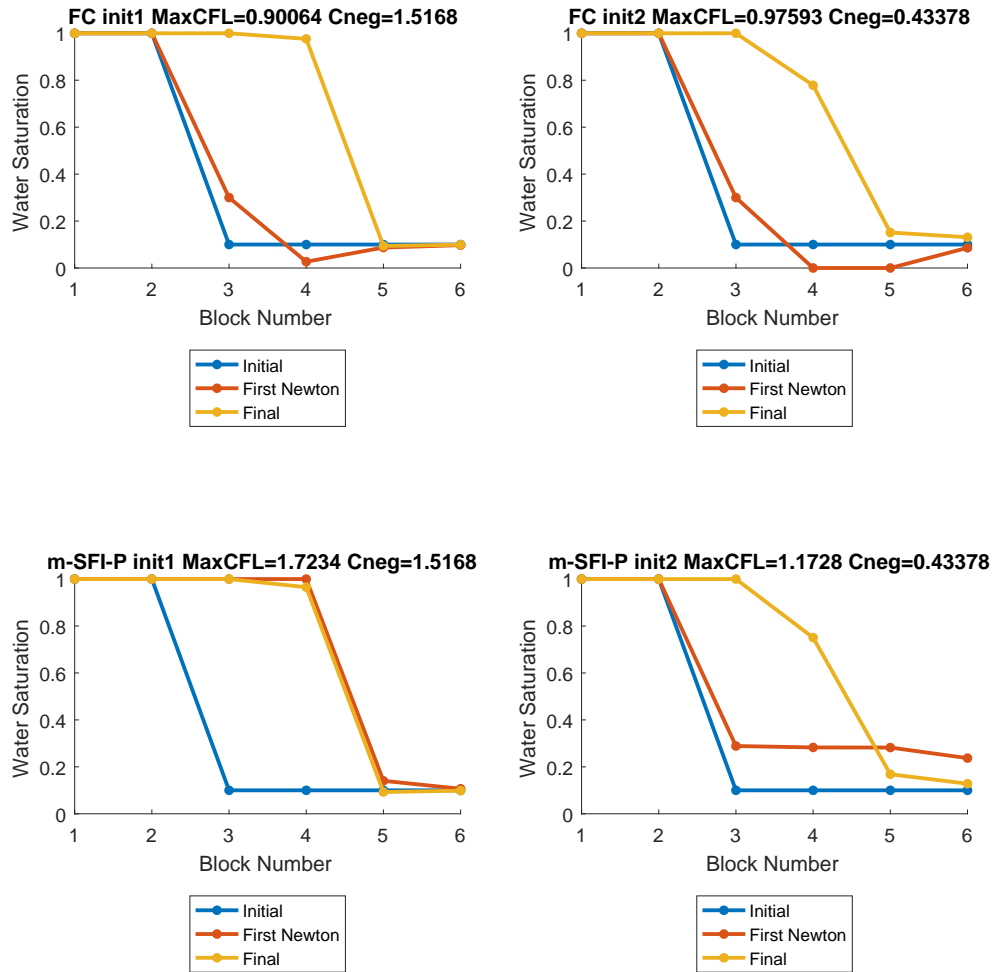 FC init1 MaxCFL=0.90064 Cneg=1.5168
1
0.8
0.6
0.4
0.2
0
Water Saturation
1 2 3 4 5 6
Block Number
Initial
First Newton
Final
FC init2 MaxCFL=0.97593 Cneg=0.43378
1
0.8
0.6
0.4
0.2
0
Water Saturation
1 2 3 4 5 6
Block Number
Initial
First Newton
Final
m-SFI-P init1 MaxCFL=1.7234 Cneg=1.5168
1
0.8
0.6
0.4
0.2
0
Water Saturation
1 2 3 4 5 6
Block Number
Initial
First Newton
Final
m-SFI-P init2 MaxCFL=1.1728 Cneg=0.43378
1
0.8
0.6
0.4
0.2
0
Water Saturation
1 2 3 4 5 6
Block Number
Initial
First Newton
Final